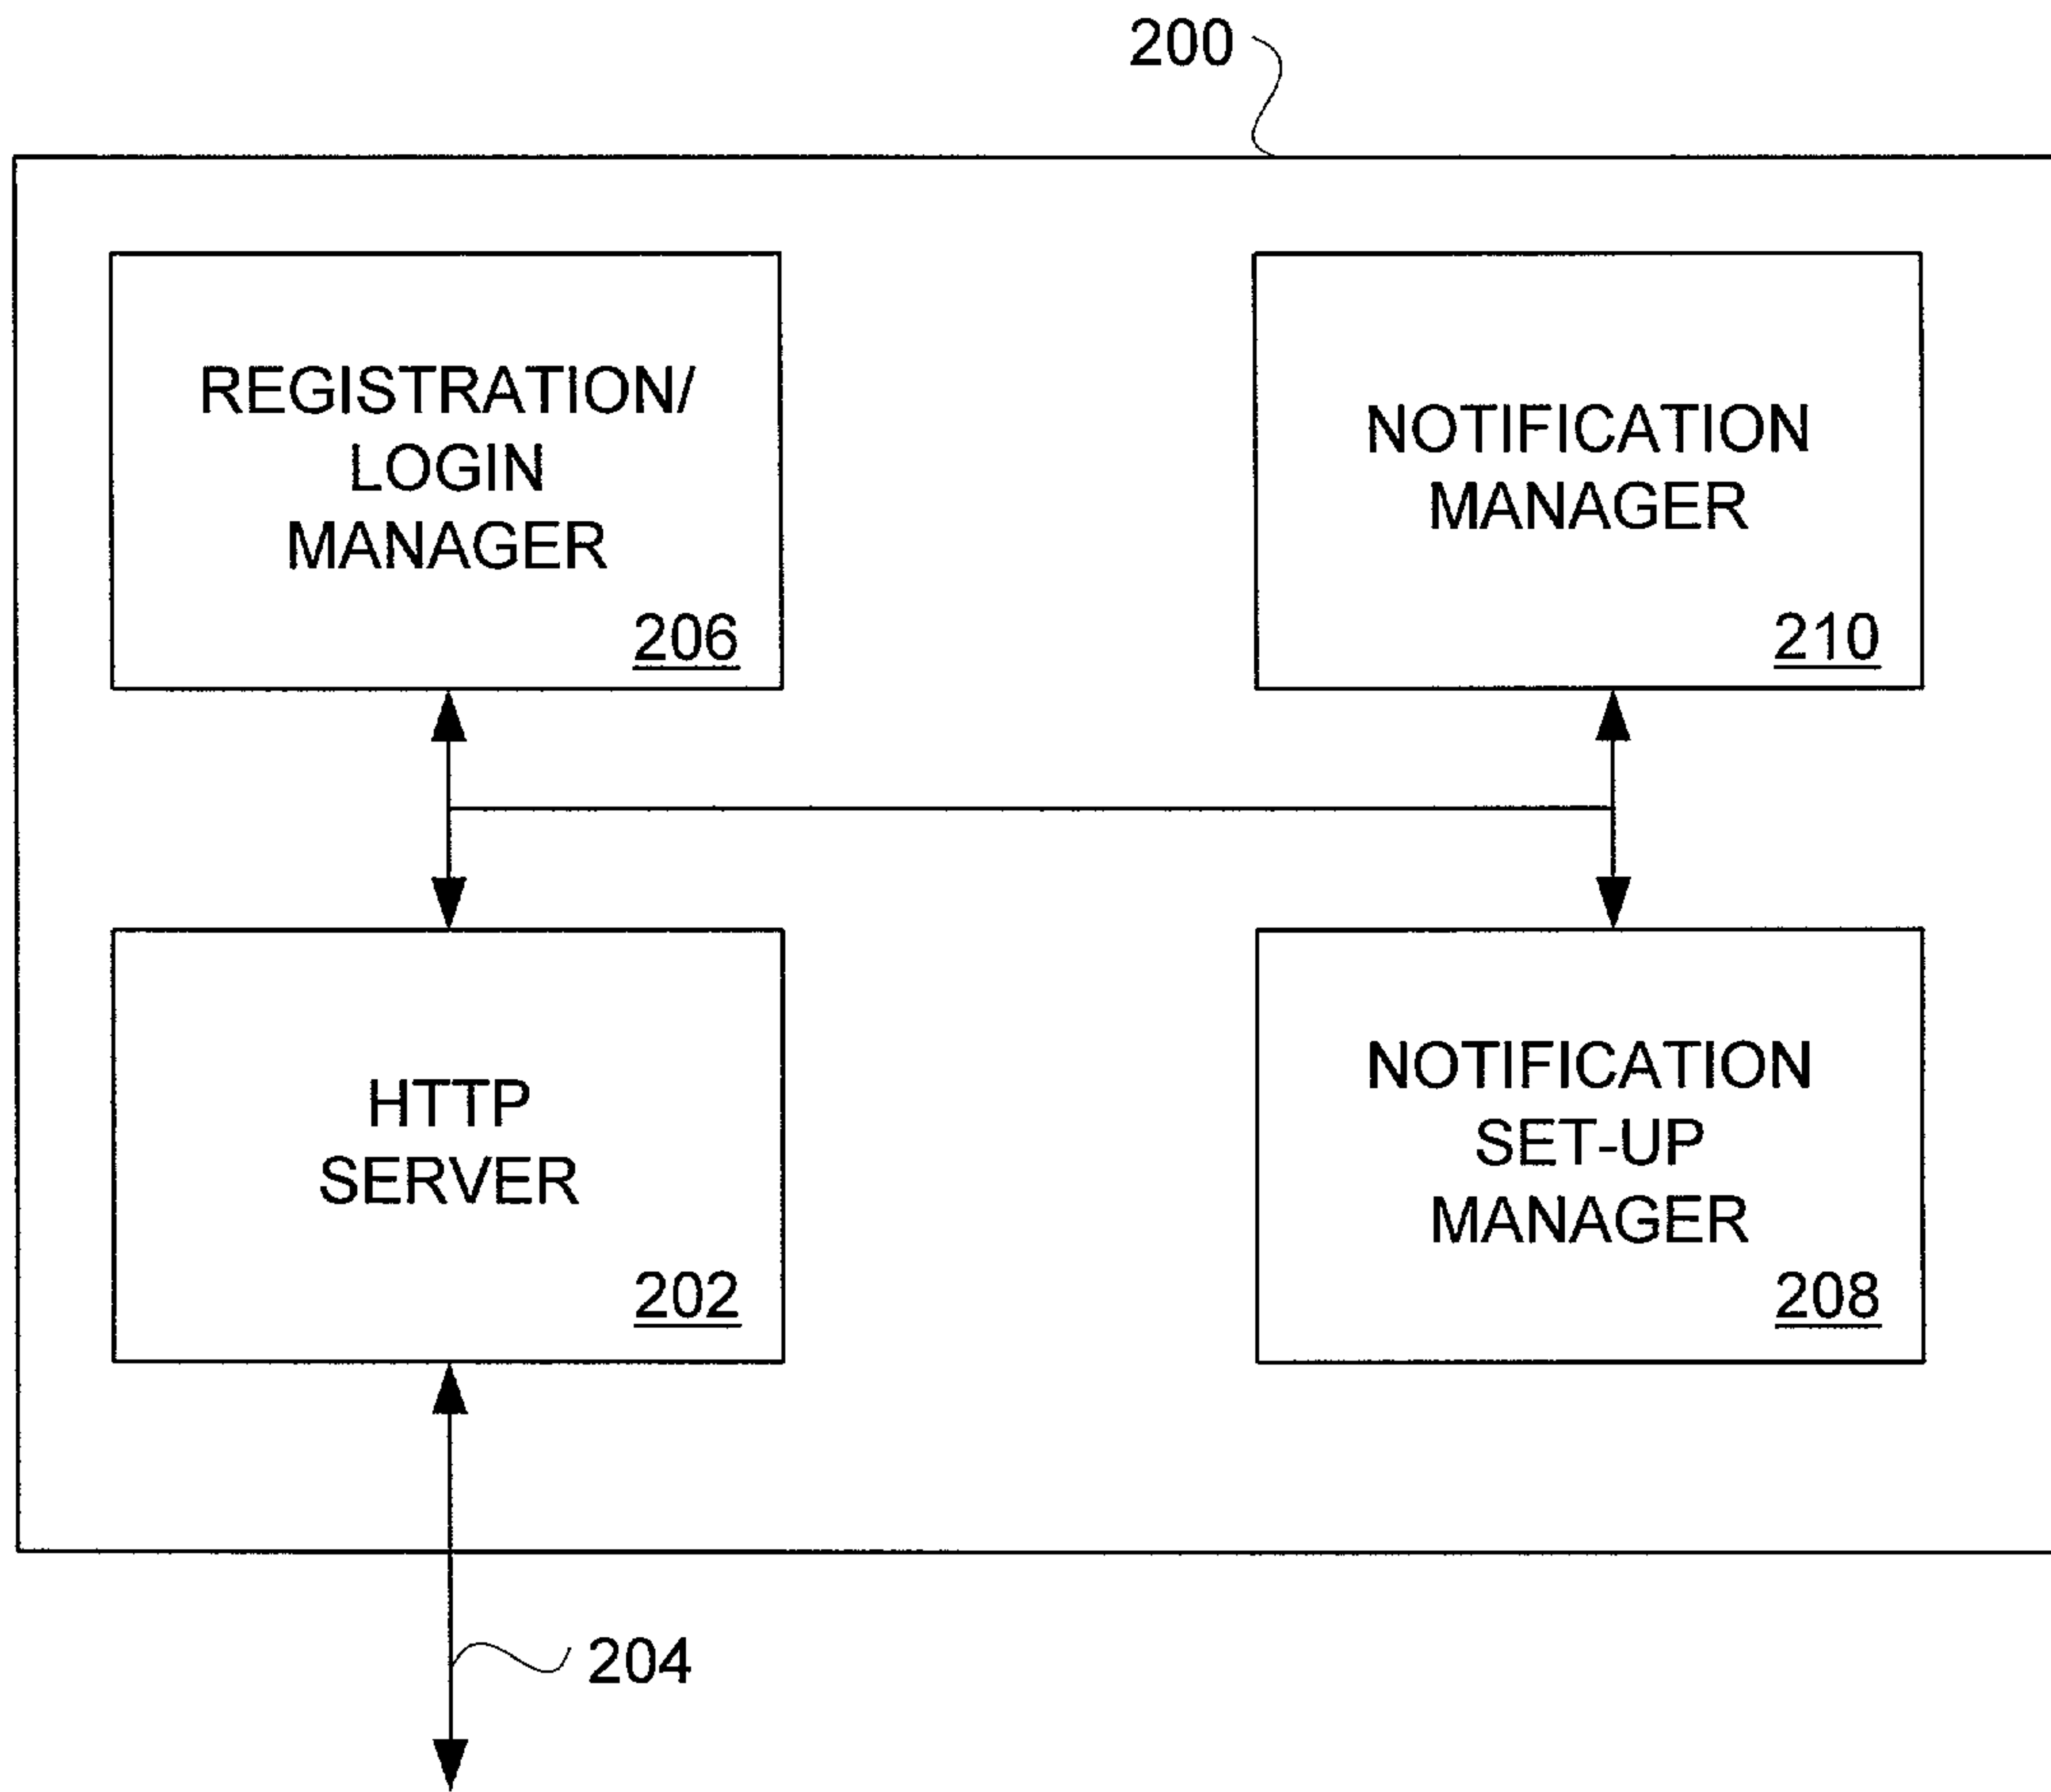 200
REGISTRATION/
LOGIN
MANAGER
206
NOTIFICATION
MANAGER
210
HTTP
SERVER
202
NOTIFICATION
SET-UP
MANAGER
208
204